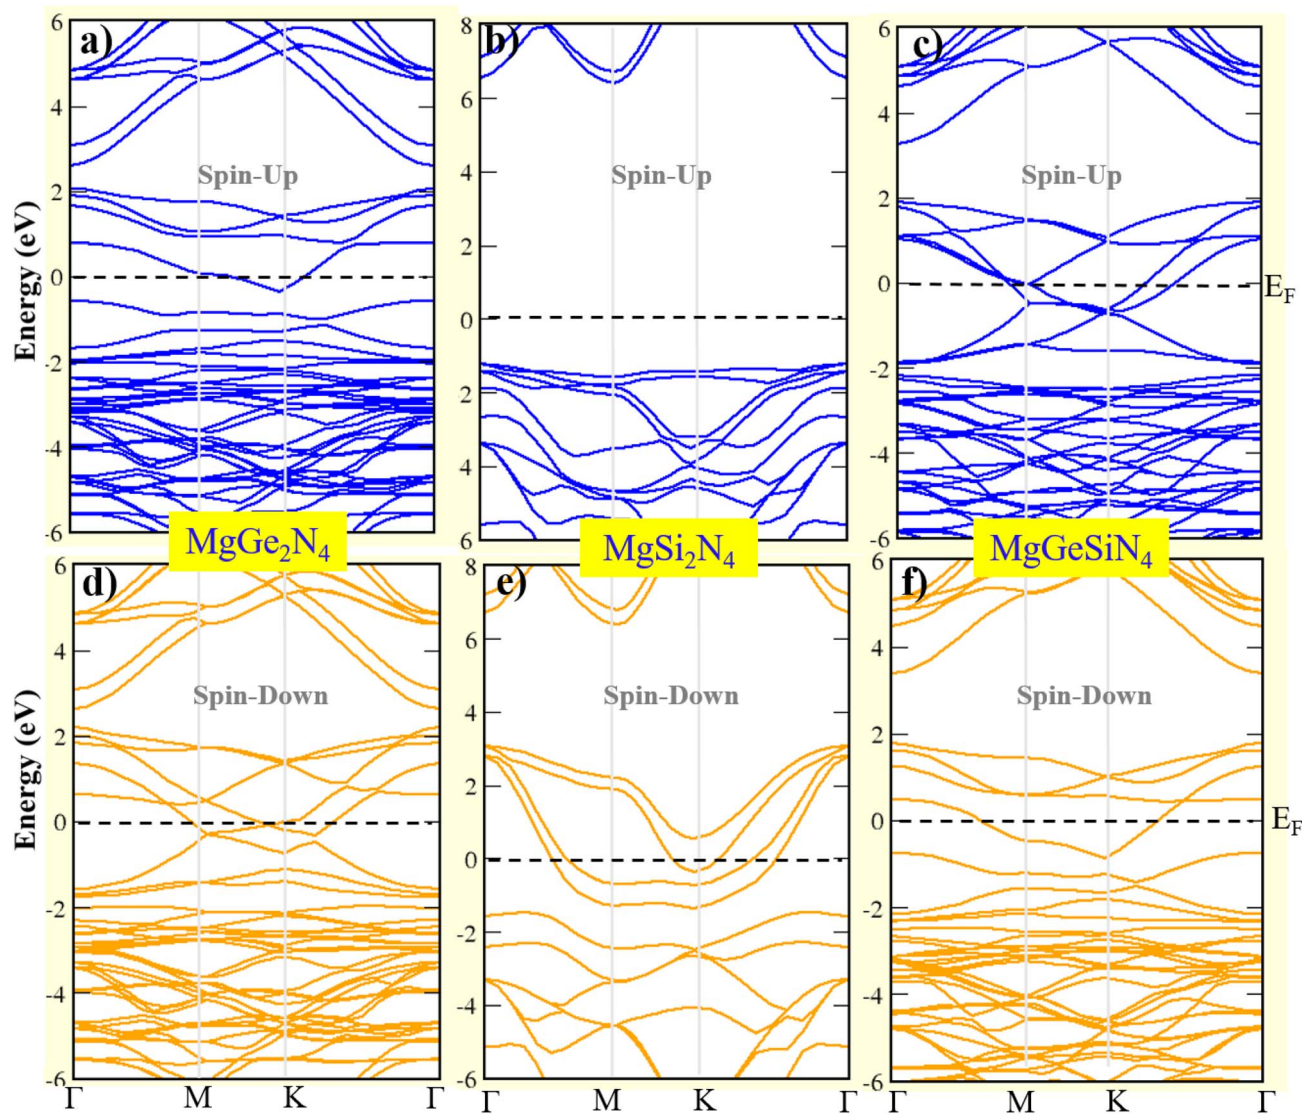 a)
b)
c)
6
4
2
0
-2
-4
-6
8
6
4
2
0
2
4
6
6
4
2
0
-2
-4
-6
Energy (eV)
Spin-Up
Spin-Up
Spin-Up
E_F
MgGe₂N₄
MgSi₂N₄
MgGeSiN₄
d)
e)
f)
6
4
2
0
-2
-4
-6
8
6
4
2
0
-2
-4
-6
6
4
2
0
-2
-4
-6
Energy (eV)
Spin-Down
Spin-Down
Spin-Down
E_F
Γ M K Γ
Γ M K Γ
Γ M K Γ